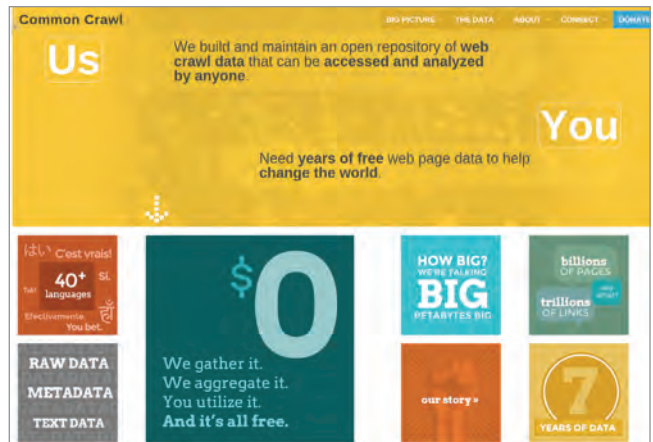 Common Crawl
BIG PICTURE THE DATA ABOUT CONNECT DONATE
Us
We build and maintain an open repository of web
crawl data that can be accessed and analyzed
by anyone.
You
Need years of free web page data to help
change the world.
はい C'est vrais!
40+ Sí.
languages
Efectivamente.
You bet.
$0
We gather it.
We aggregate it.
You utilize it.
And it's all free.
HOW BIG?
WE'RE TALKING
BIG
PETABYTES BIG
billions
OF PAGES
trillions
OF LINKS
RAW DATA
METADATA
TEXT DATA
our story »
7
YEARS OF DATA